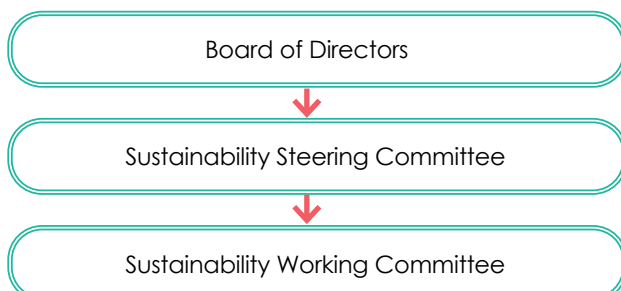 Board of Directors
Sustainability Steering Committee
Sustainability Working Committee